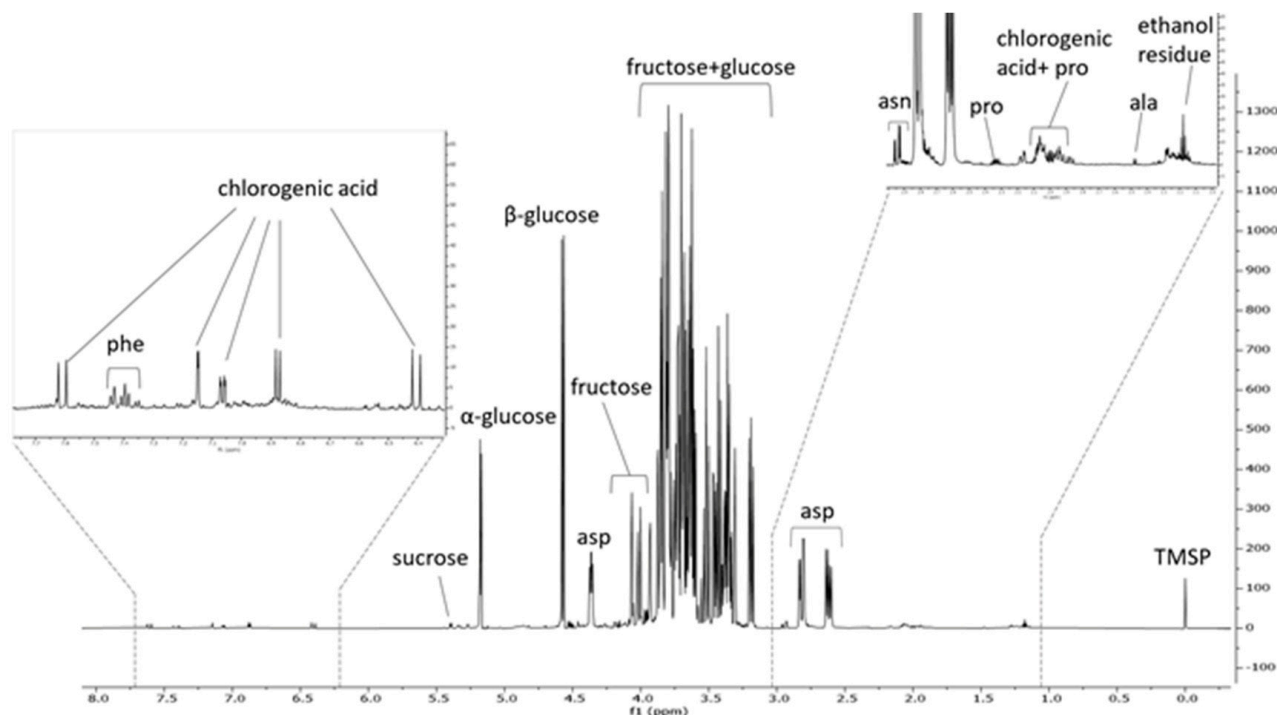 ethanol
residue
chlorogenic
acid+ pro
fructose+glucose
asn
pro
ala
chlorogenic acid
phe
β-glucose
α-glucose
fructose
asp
sucrose
asp
TMSP
1300
1200
1100
1000
900
800
700
600
500
400
300
200
100
0
-100
8.0 7.5 7.0 6.5 6.0 5.5 5.0 4.5 4.0 3.5 3.0 2.5 2.0 1.5 1.0 0.5 0.0
f1 (ppm)